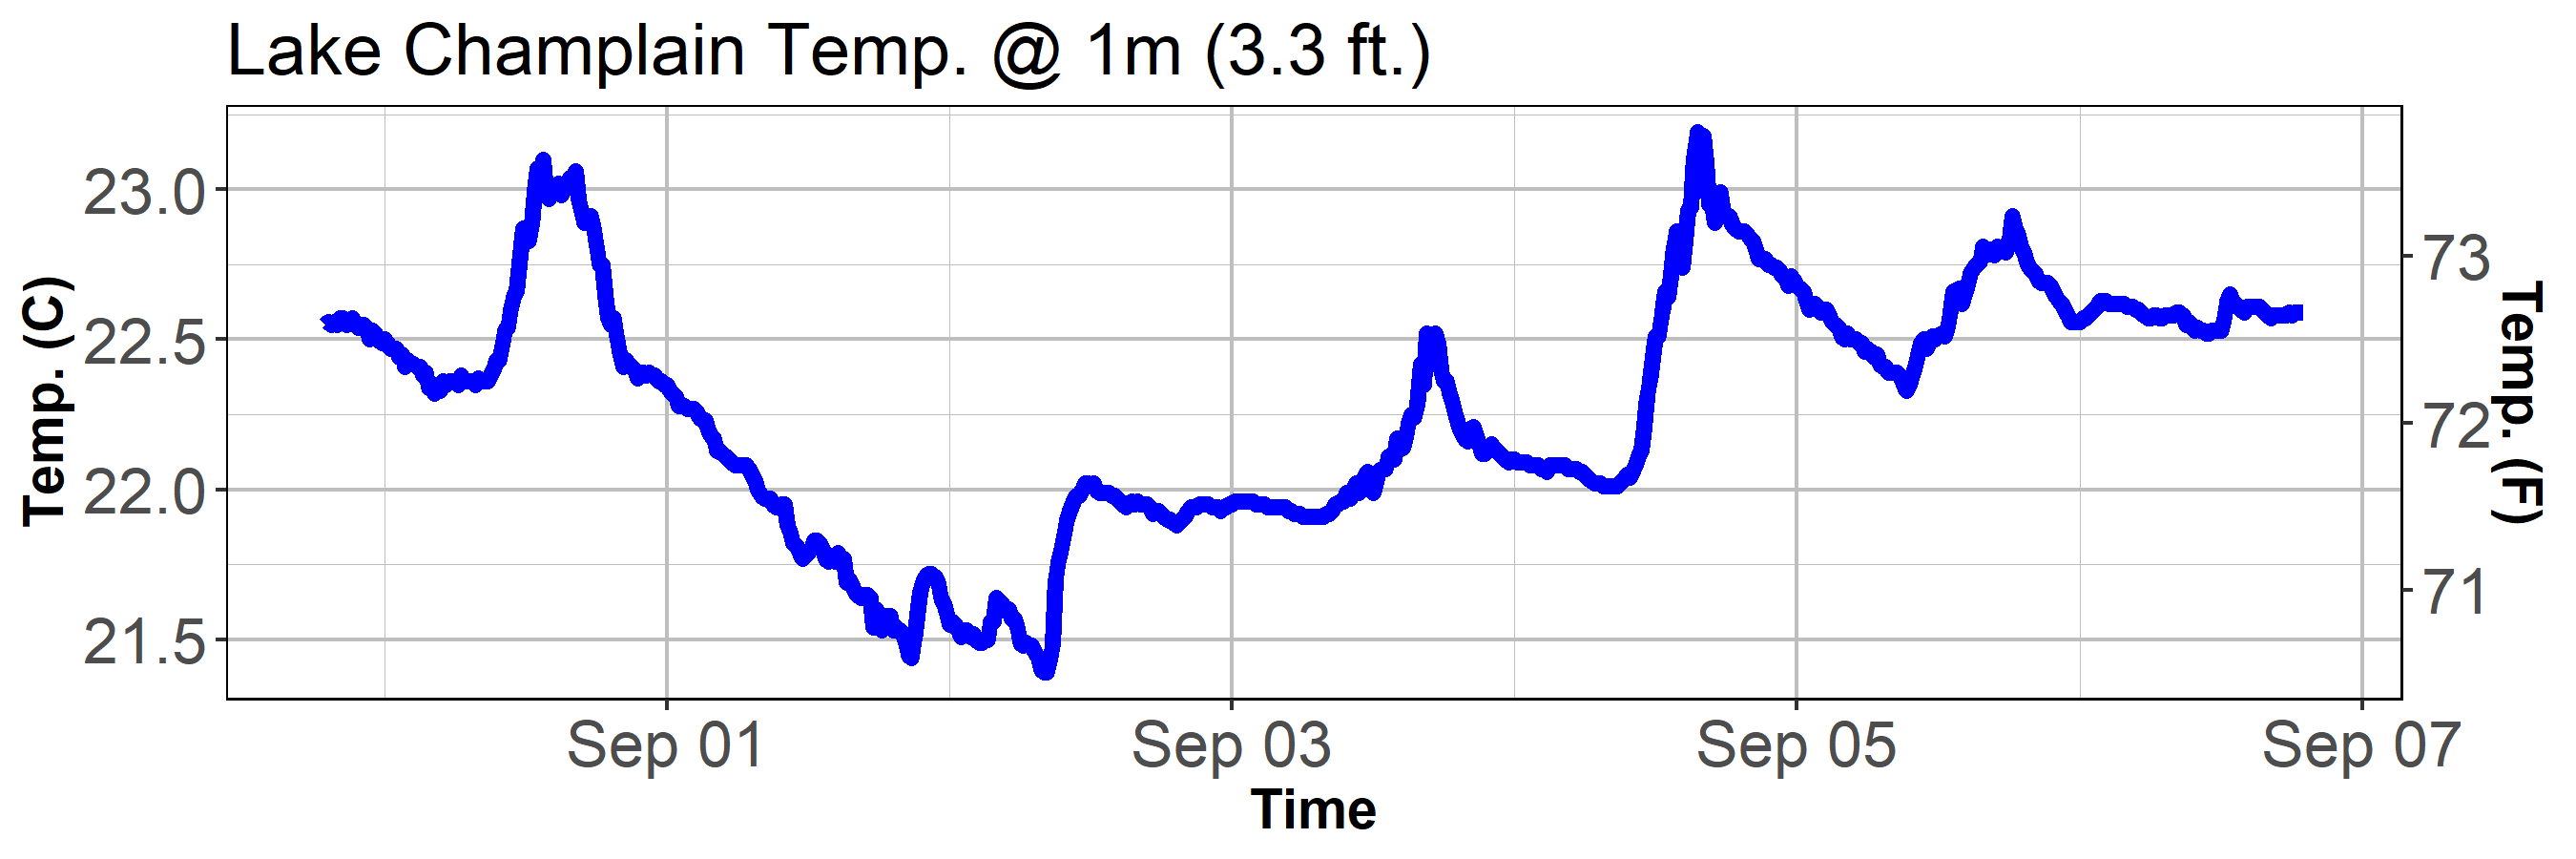 Lake Champlain Temp. @ 1m (3.3 ft.)
Temp. (C)
23.0
22.5
22.0
21.5
73
72
71
Temp. (F)
Sep 01
Sep 03
Sep 05
Sep 07
Time